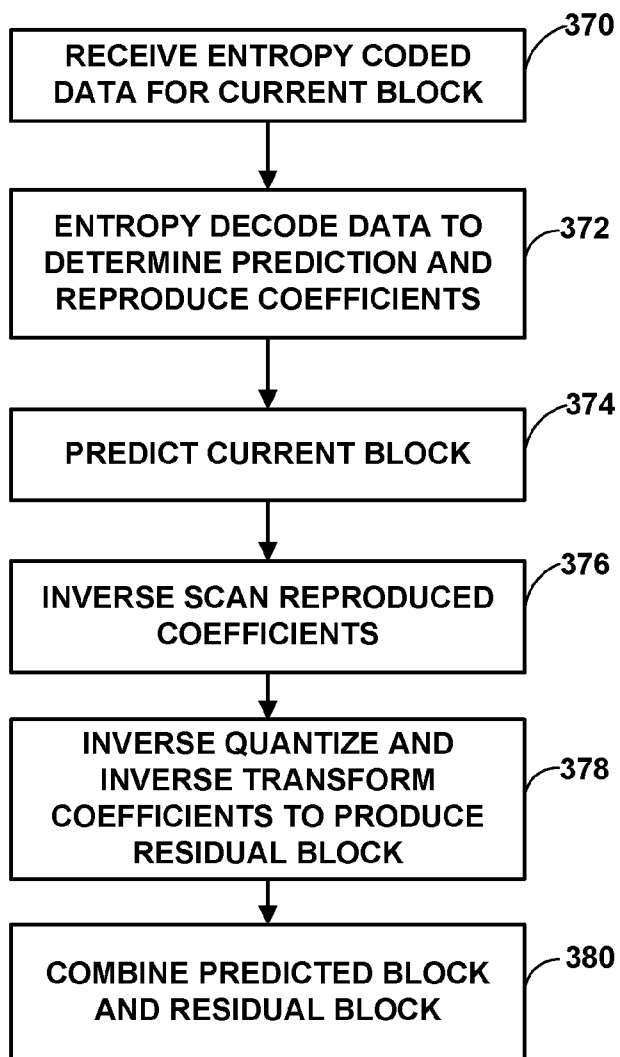 370
RECEIVE ENTROPY CODED
DATA FOR CURRENT BLOCK
372
ENTROPY DECODE DATA TO
DETERMINE PREDICTION AND
REPRODUCE COEFFICIENTS
374
PREDICT CURRENT BLOCK
376
INVERSE SCAN REPRODUCED
COEFFICIENTS
378
INVERSE QUANTIZE AND
INVERSE TRANSFORM
COEFFICIENTS TO PRODUCE
RESIDUAL BLOCK
380
COMBINE PREDICTED BLOCK
AND RESIDUAL BLOCK